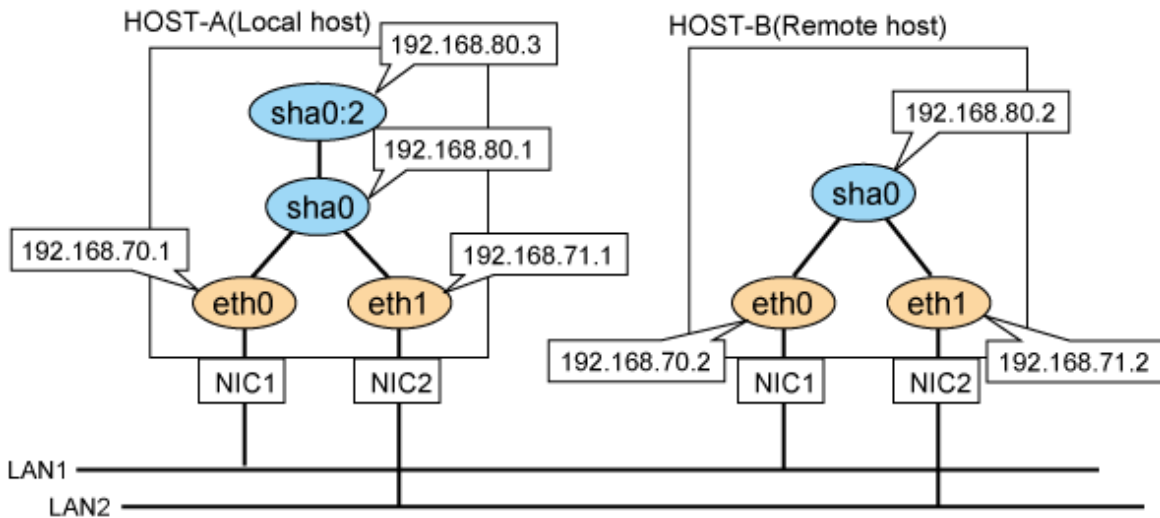 HOST-A(Local host)
HOST-B(Remote host)
192.168.80.3
sha0:2
192.168.80.2
192.168.80.1
sha0
sha0
192.168.70.1
192.168.71.1
eth0
eth1
eth0
eth1
192.168.70.2
192.168.71.2
NIC1
NIC2
NIC1
NIC2
LAN1
LAN2